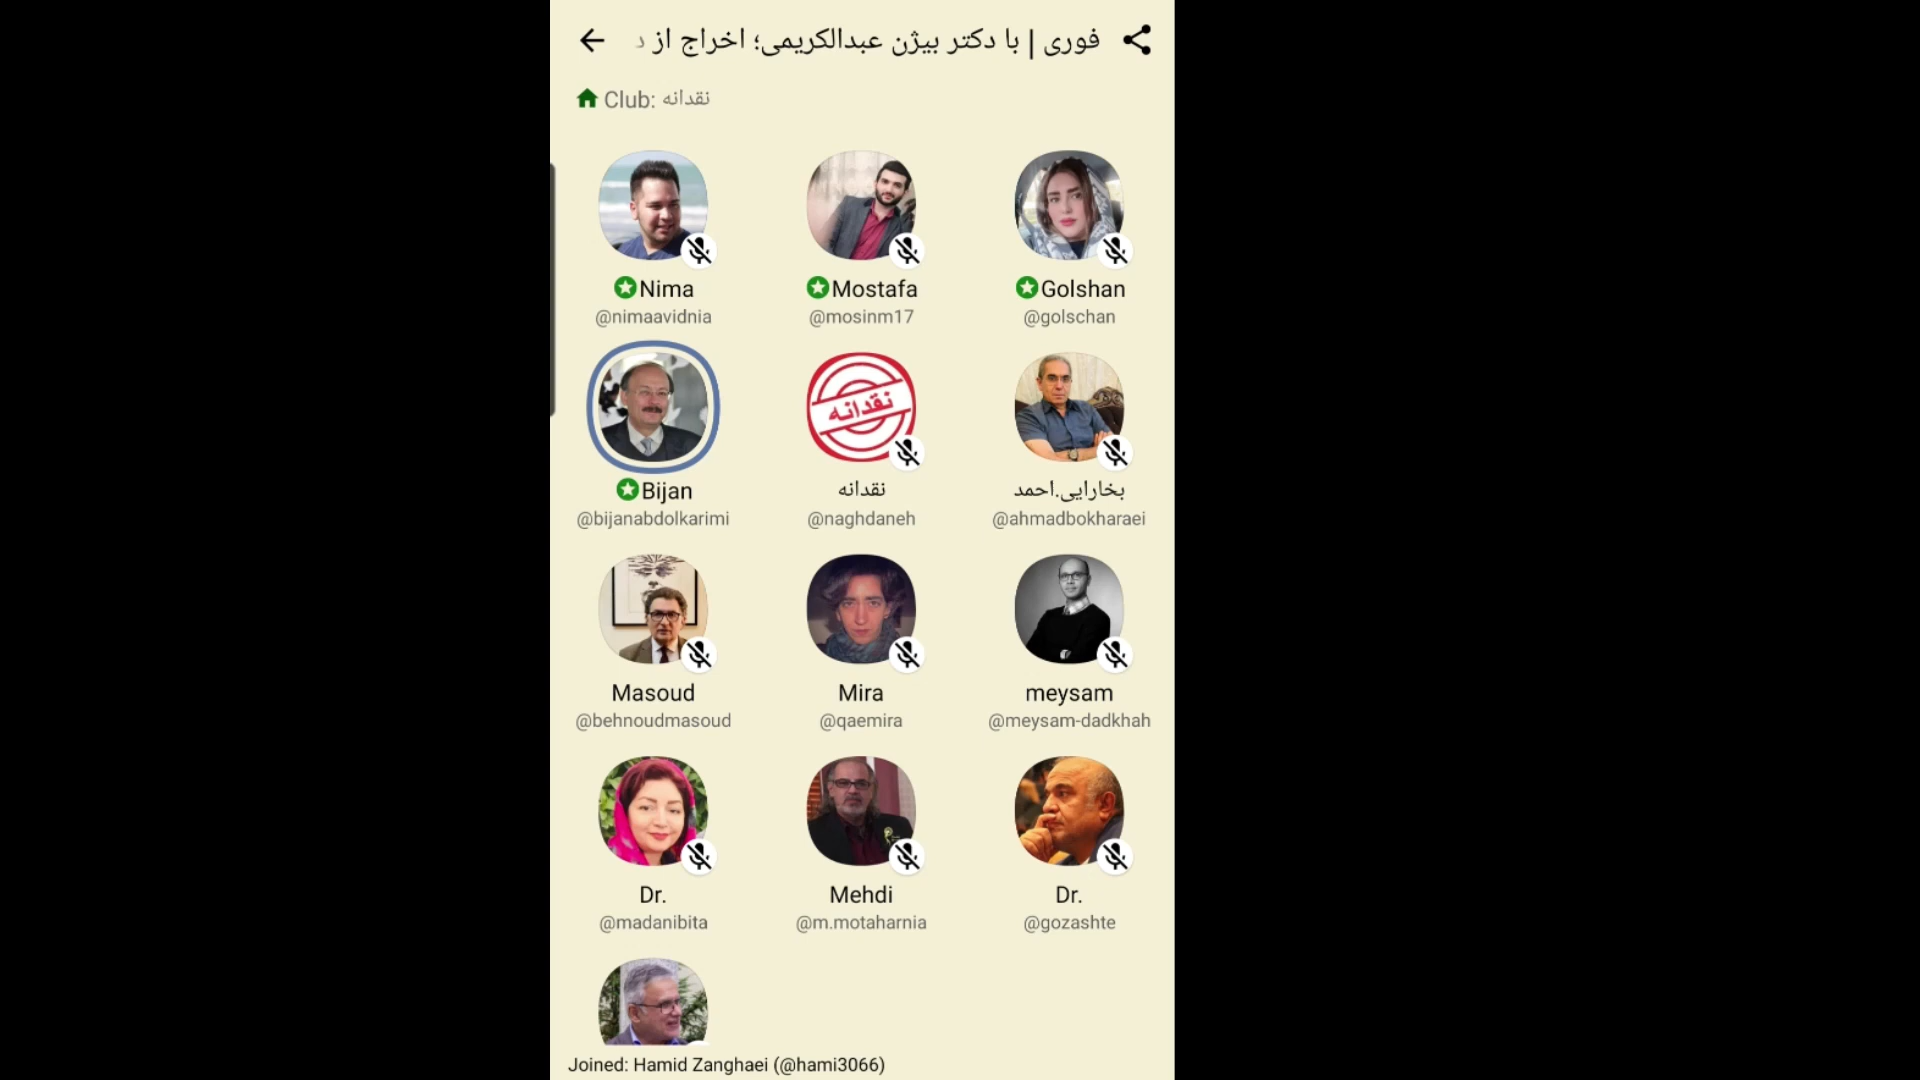 فوری | با دکتر بیژن عبدالکریمی؛ اخراج از د
Club: نقدانه
Nima
@nimaavidnia
Mostafa
@mosinm17
Golshan
@golschan
Bijan
@bijanabdolkarimi
نقدانه
نقدانه
@naghdaneh
بخارایی.احمد
@ahmadbokharaei
Masoud
@behnoudmasoud
Mira
@qaemira
meysam
@meysam-dadkhah
Dr.
@madanibita
Mehdi
@m.motaharnia
Dr.
@gozashte
Joined: Hamid Zanghaei (@hami3066)